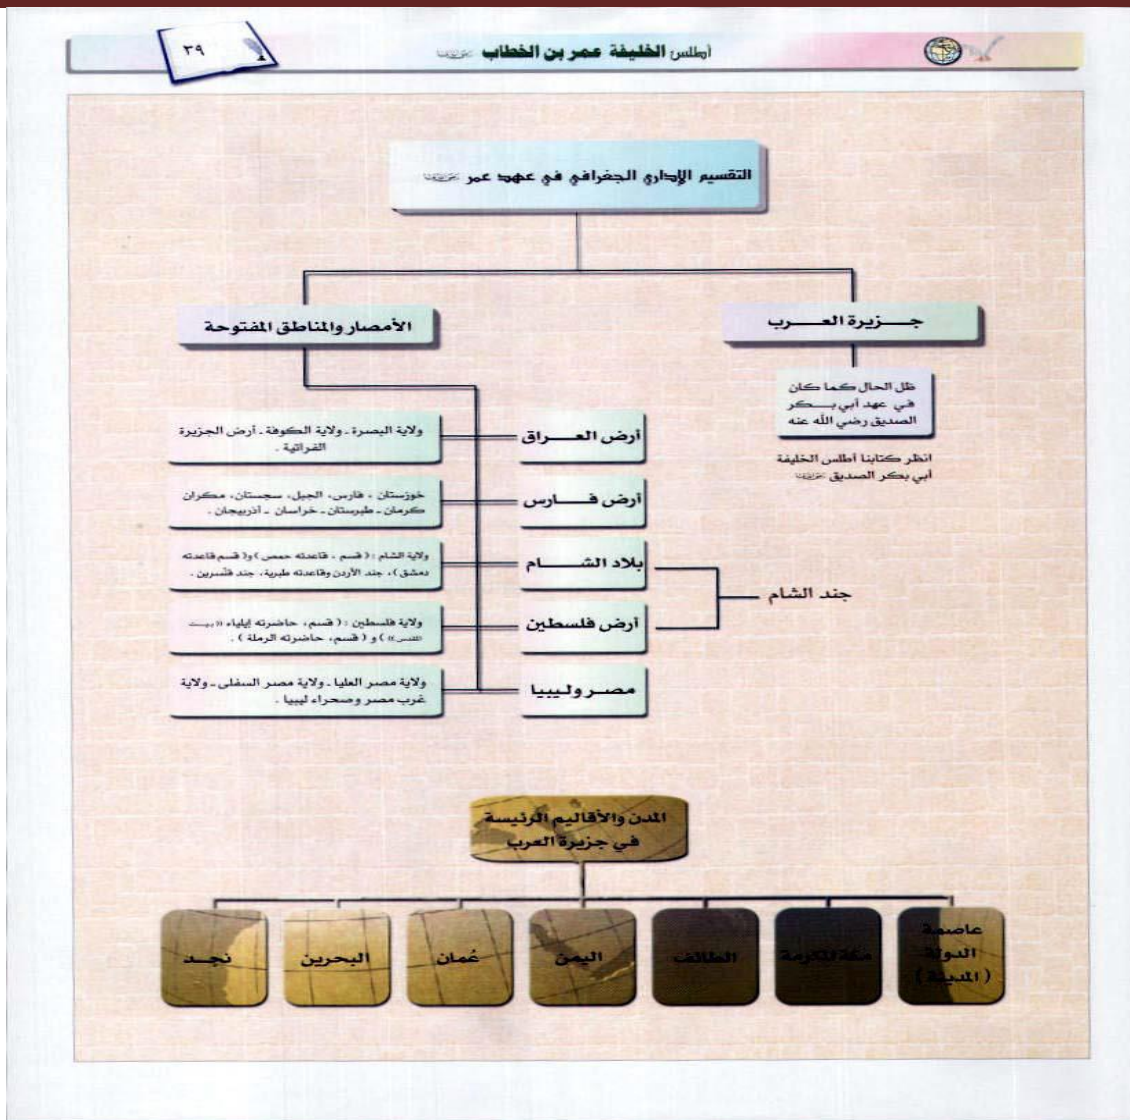 أطلس الخليفة عمر بن الخطاب
٣٩
التقسيم الإداري الجغرافي في عهد عمر
جزيرة العرب
ظل الحال كما كان
في عهد أبي بكر
الصديق رضي الله عنه
انظر كتابنا أطلس الخليفة
أبي بكر الصديق
الأمصار والمناطق المفتوحة
أرض العراق
ولاية البصرة ـ ولاية الكوفة ـ أرض الجزيرة
الفراتية .
أرض فارس
خوزستان ، فارس، الجبل، سجستان، مكران
كرمان ـ طبرستان ـ خراسان ـ أذربيجان.
بلاد الشام
ولاية الشام : ( قسم ، قاعدته حمص ) و( قسم قاعدته
دمشق )، جند الأردن وقاعدته طبرية، جند قنّسرين .
أرض فلسطين
ولاية فلسطين : ( قسم، حاضرته إيلياء (( بيت
المقدس )) ) و ( قسم، حاضرته الرملة ) .
جند الشام
مصر وليبيا
ولاية مصر العليا ـ ولاية مصر السفلى ـ ولاية
غرب مصر وصحراء ليبيا .
المدن والأقاليم الرئيسة
في جزيرة العرب
عاصمة
الدولة
( المدينة )
مكة المكرمة
الطائف
اليمن
عُمان
البحرين
نجد